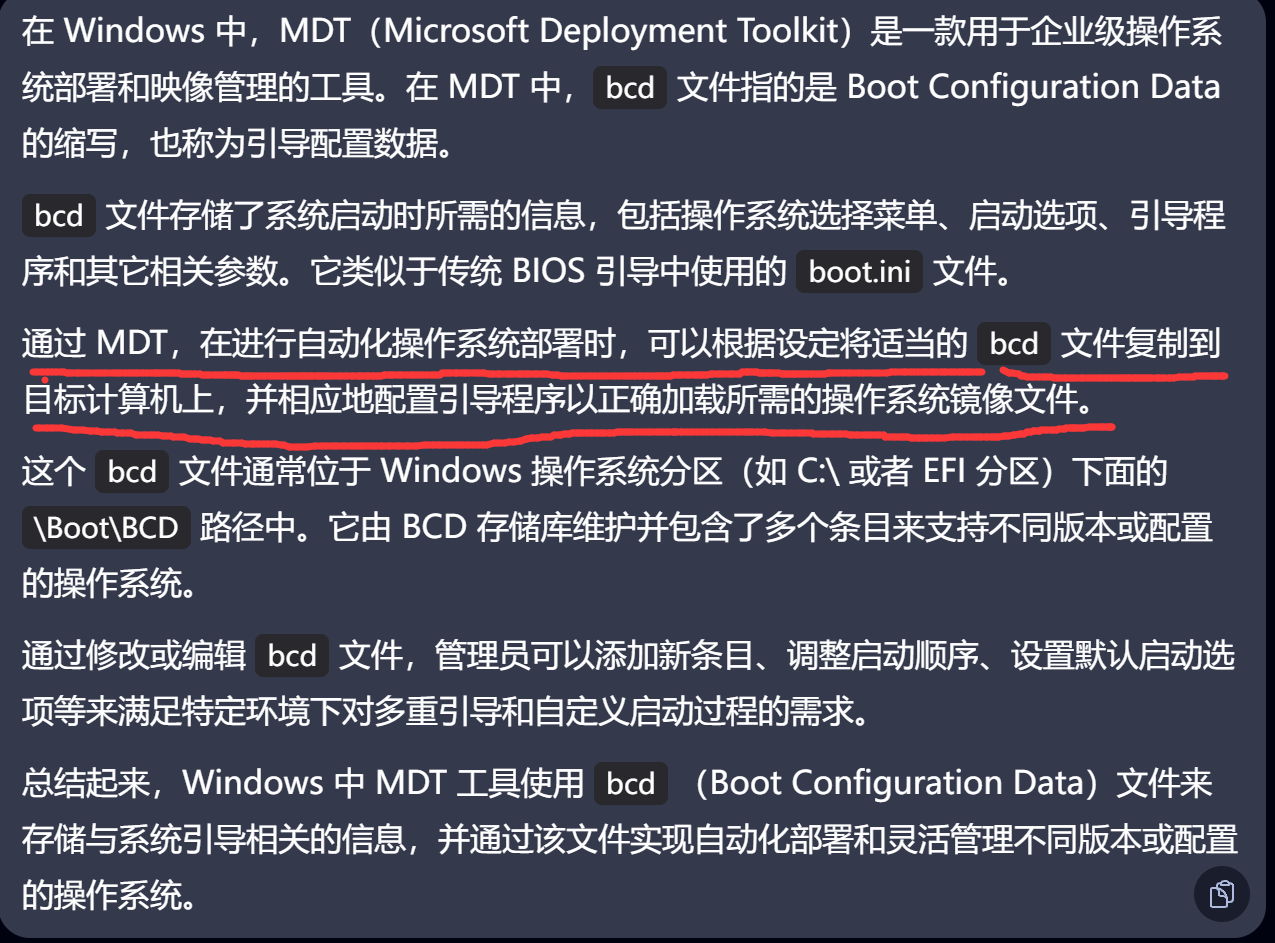 在 Windows 中，MDT（Microsoft Deployment Toolkit）是一款用于企业级操作系
统部署和映像管理的工具。在 MDT 中， bcd 文件指的是 Boot Configuration Data
的缩写，也称为引导配置数据。
bcd 文件存储了系统启动时所需的信息，包括操作系统选择菜单、启动选项、引导程
序和其它相关参数。它类似于传统 BIOS 引导中使用的 boot.ini 文件。
通过 MDT，在进行自动化操作系统部署时，可以根据设定将适当的 bcd 文件复制到
目标计算机上，并相应地配置引导程序以正确加载所需的操作系统镜像文件。
这个 bcd 文件通常位于 Windows 操作系统分区（如 C:\ 或者 EFI 分区）下面的
\Boot\BCD 路径中。它由 BCD 存储库维护并包含了多个条目来支持不同版本或配置
的操作系统。
通过修改或编辑 bcd 文件，管理员可以添加新条目、调整启动顺序、设置默认启动选
项等来满足特定环境下对多重引导和自定义启动过程的需求。
总结起来，Windows 中 MDT 工具使用 bcd （Boot Configuration Data）文件来
存储与系统引导相关的信息，并通过该文件实现自动化部署和灵活管理不同版本或配置
的操作系统。